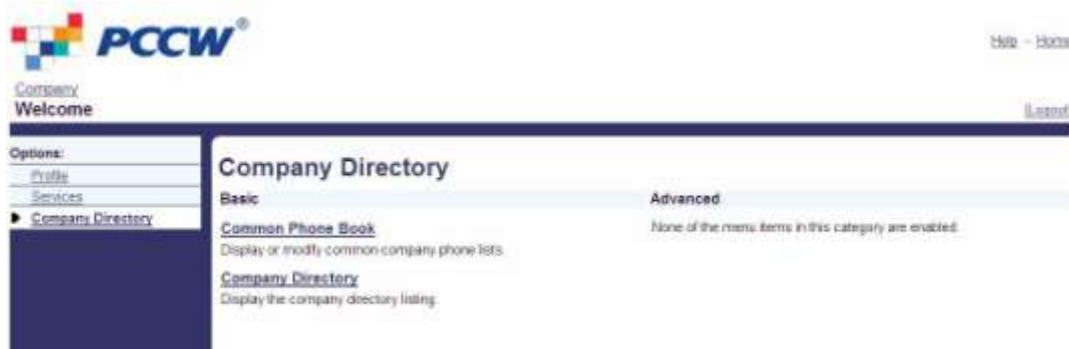 PCCW®
Help - Home
Company
Welcome
[Logout
Options:
Profile
Services
Company Directory
Company Directory
Basic
Advanced
Common Phone Book
None of the menu items in this category are enabled.
Display or modify common company phone lists.
Company Directory
Display the company directory listing.